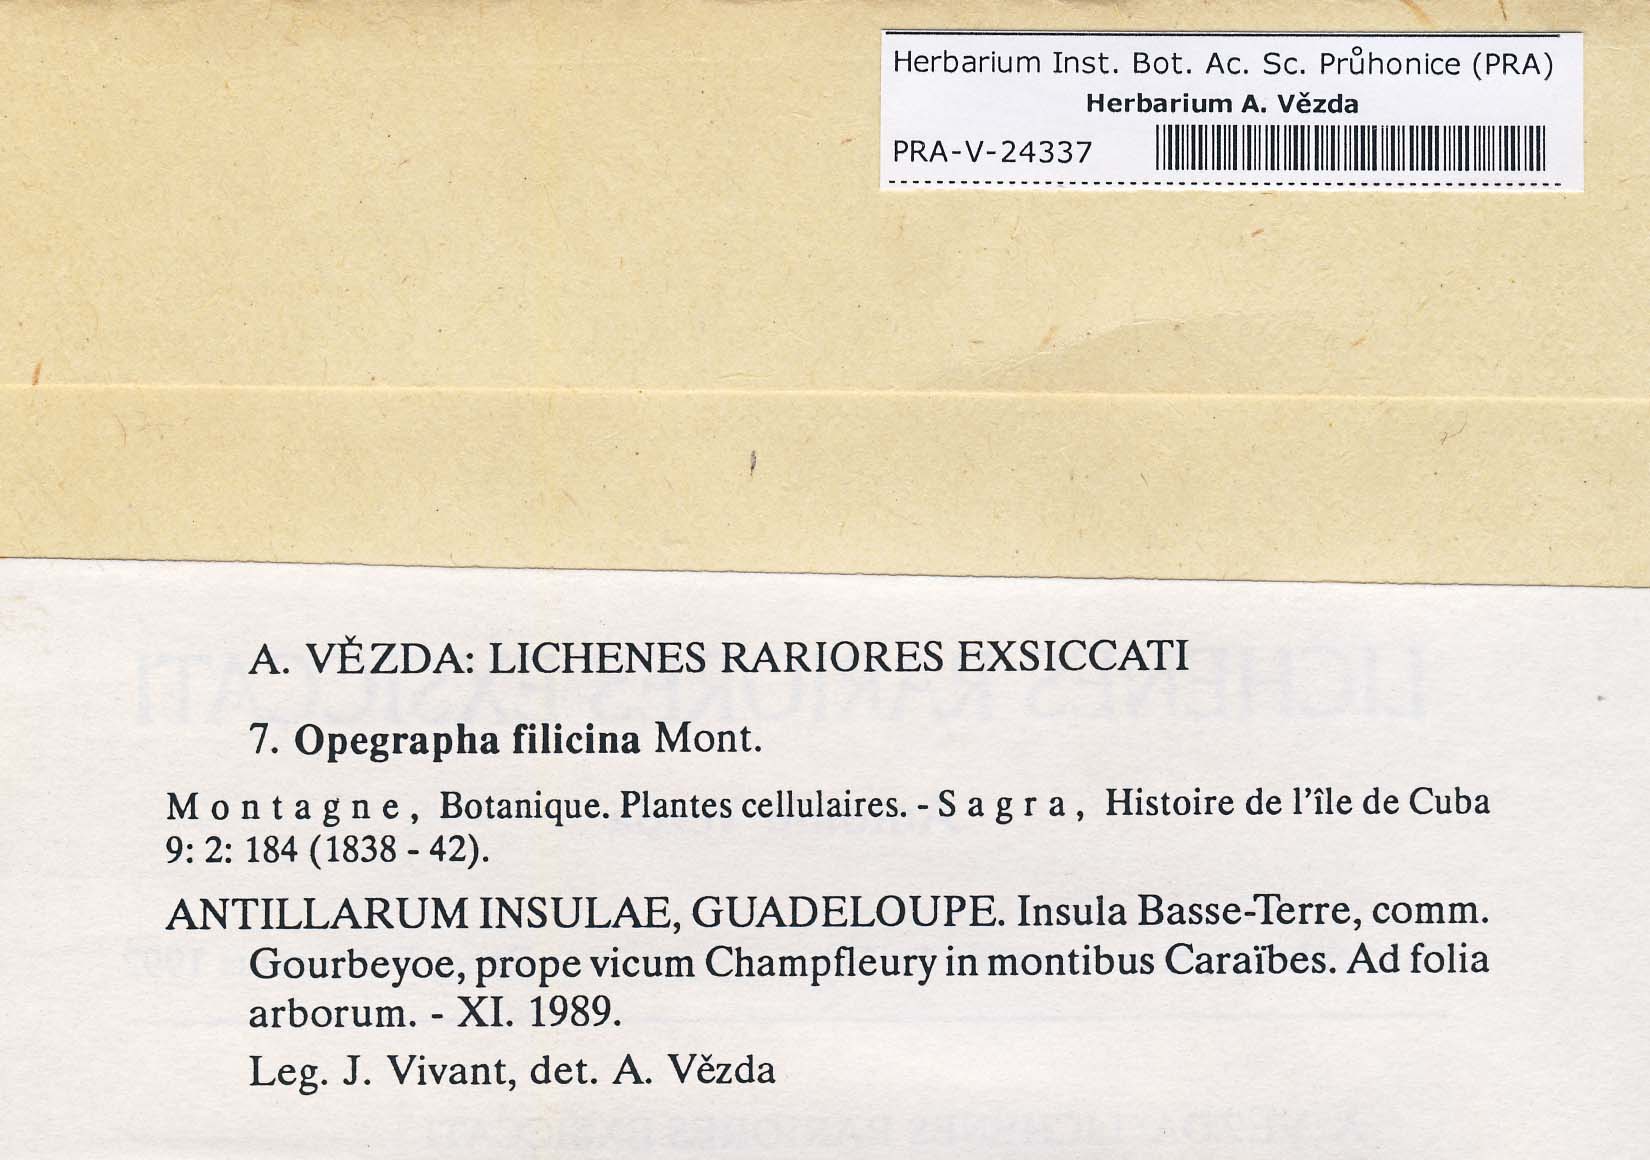 Herbarium Inst. Bot. Ac. Sc. Průhonice (PRA)
Herbarium A. Vězda
PRA-V-24337
A. VĚZDA: LICHENES RARIORES EXSICCATI
7. Opegrapha filicina Mont.
Montagne, Botanique. Plantes cellulaires. - Sagra, Histoire de l'île de Cuba
9: 2: 184 (1838 - 42).
ANTILLARUM INSULAE, GUADELOUPE. Insula Basse-Terre, comm.
Gourbeyoe, prope vicum Champfleury in montibus Caraïbes. Ad folia
arborum. - XI. 1989.
Leg. J. Vivant, det. A. Vězda